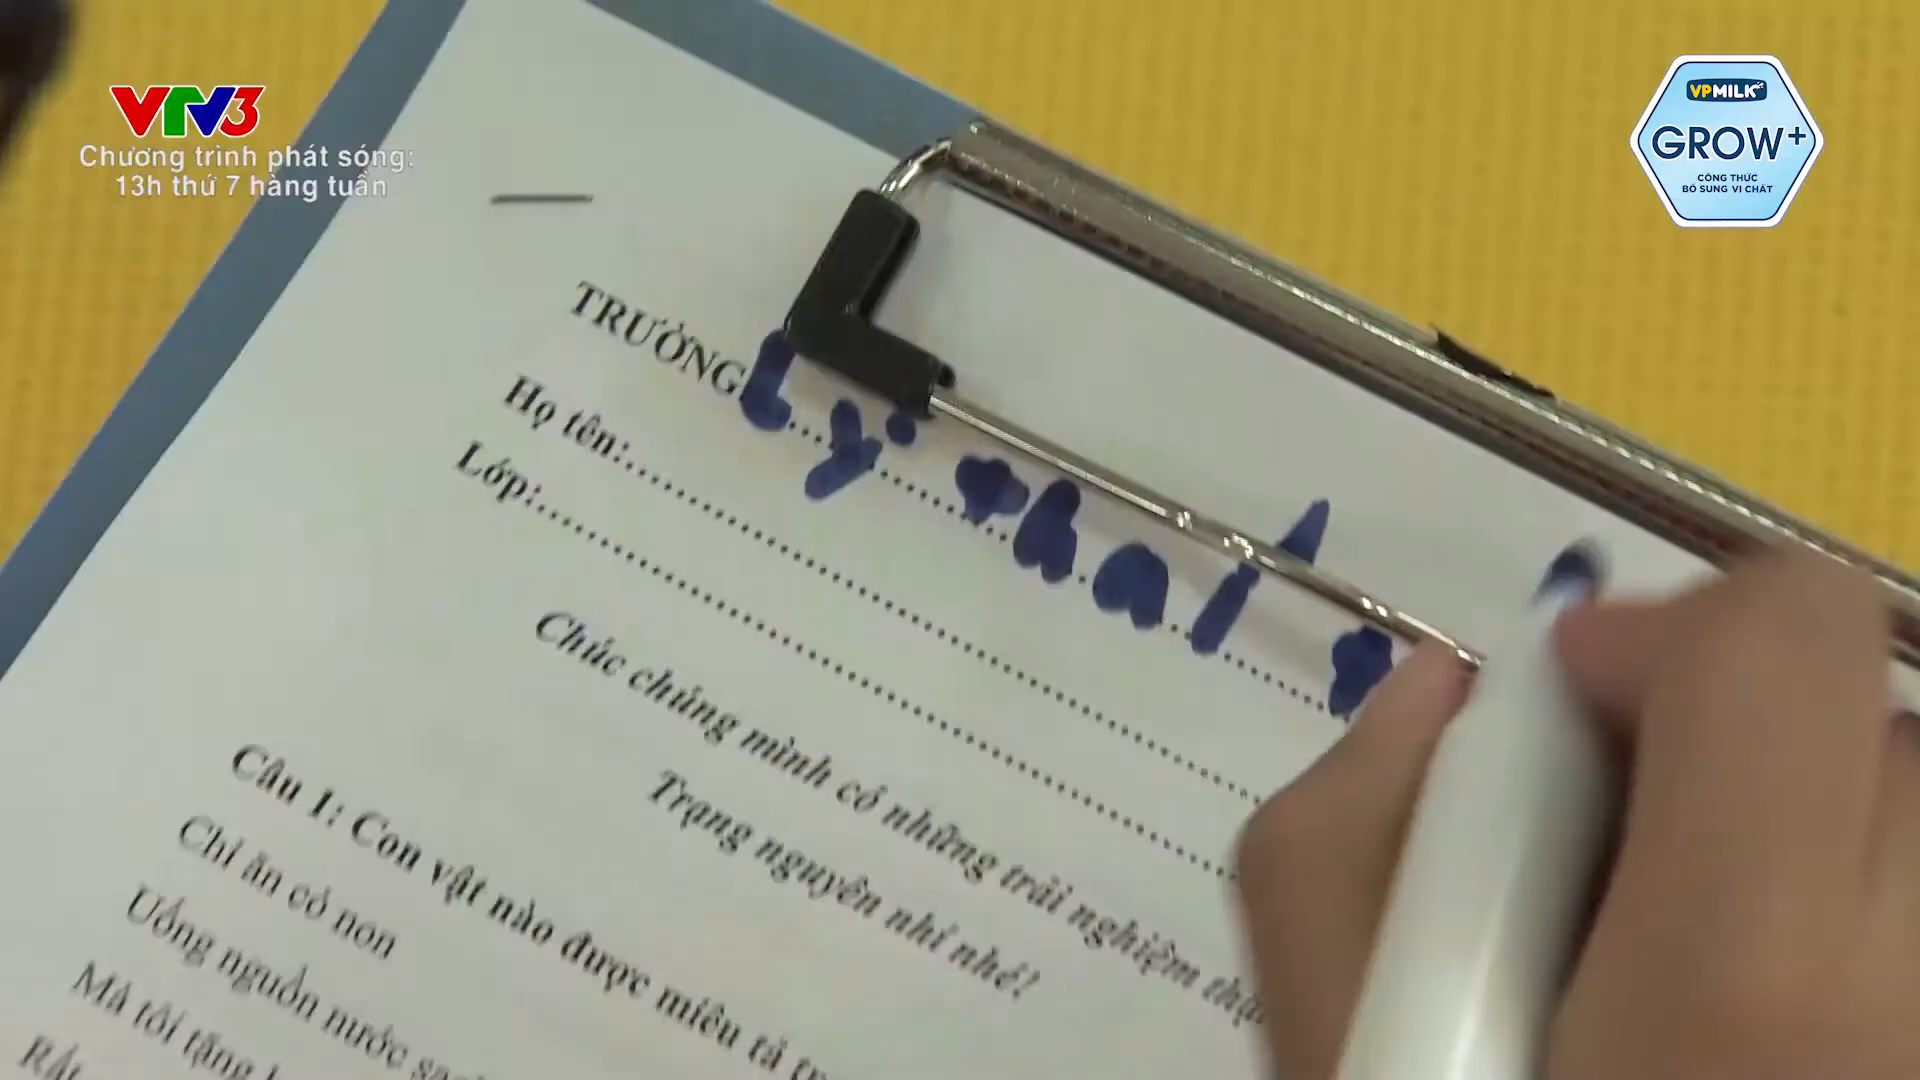 VTV3
Chương trình phát sóng:
13h thứ 7 hàng tuần
VPMILK
GROW+
CÔNG THỨC
BỔ SUNG VI CHẤT
TRƯỜNG Lý
Họ tên:
Lớp:
Chúc chúng mình có những trải nghiệm
Trạng nguyên nhí nhé!
Câu 1: Con vật nào được miêu tả
Chỉ ăn cỏ non
Uống nguồn nước
Mà tôi tặng
Rất